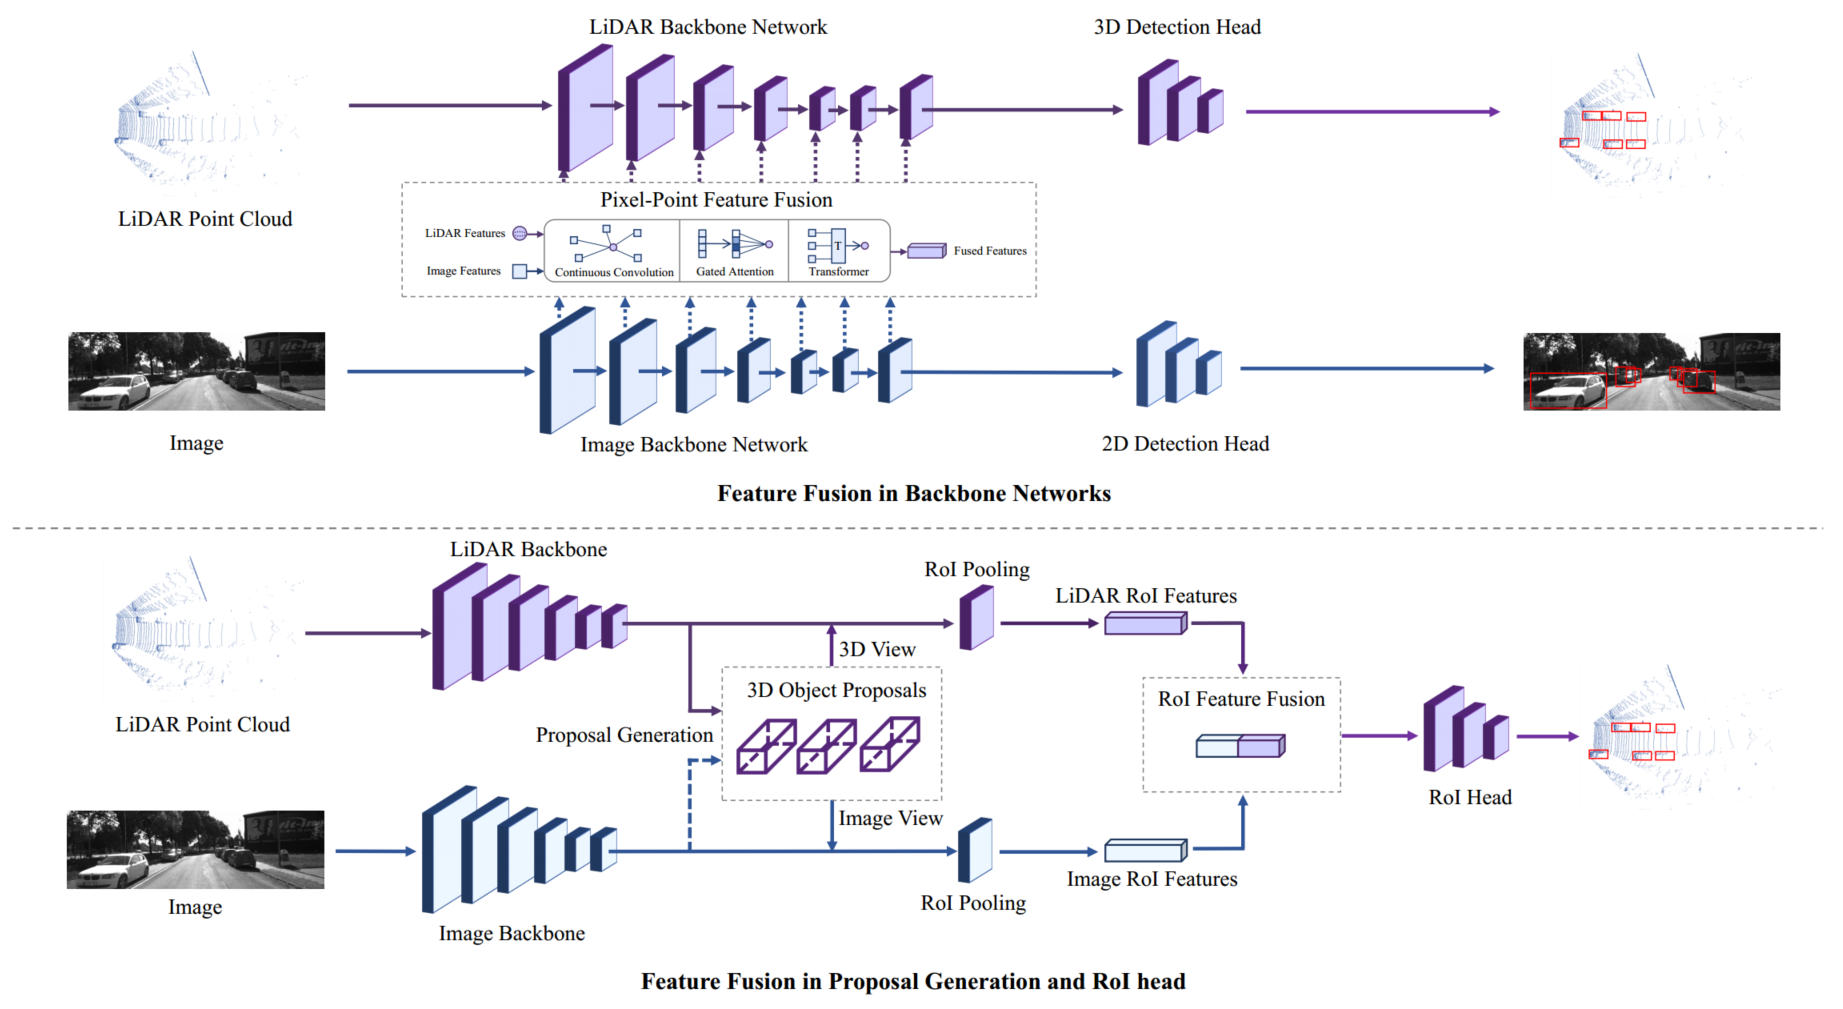 LiDAR Backbone Network
3D Detection Head
LiDAR Point Cloud
Pixel-Point Feature Fusion
LiDAR Features
Image Features
Continuous Convolution
Gated Attention
T
Transformer
Fused Features
Image
Image Backbone Network
2D Detection Head
Feature Fusion in Backbone Networks
LiDAR Backbone
RoI Pooling
LiDAR RoI Features
3D View
LiDAR Point Cloud
3D Object Proposals
Proposal Generation
RoI Feature Fusion
RoI Head
Image View
Image
Image Backbone
RoI Pooling
Image RoI Features
Feature Fusion in Proposal Generation and RoI head